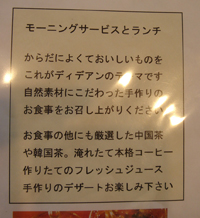 モーニングサービスとランチ
からだによくておいしいものを
これがディデアンのテーマです
自然素材にこだわった手作りの
お食事をお召し上がりください
お食事の他にも厳選した中国茶
や韓国茶。淹れたて本格コーヒー
作りたてのフレッシュジュース
手作りのデザートお楽しみ下さい